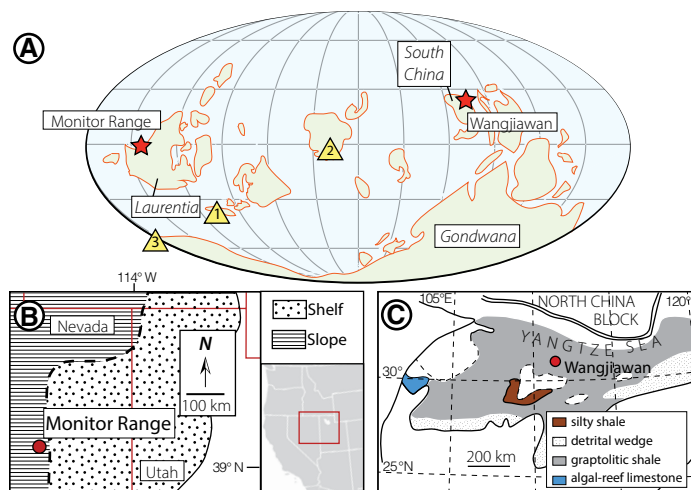 A
South
China
Monitor Range
Wangjiawan
2
Laurentia
1
3
Gondwana
114° W
B
Nevada
Shelf
Slope
N
100 km
Monitor Range
Utah
39° N
C
105°E
120°
NORTH CHINA
BLOCK
YANGTZE SEA
30°
Wangjiawan
silty shale
detrital wedge
graptolitic shale
algal-reef limestone
200 km
25°N